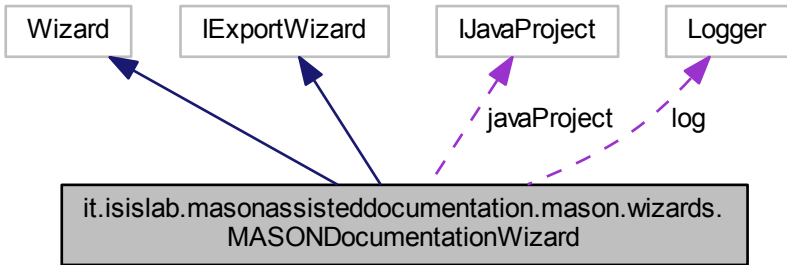 Wizard
IExportWizard
IJavaProject
Logger
javaProject
log
it.isislab.masonassisteddocumentation.mason.wizards.
MASONDocumentationWizard